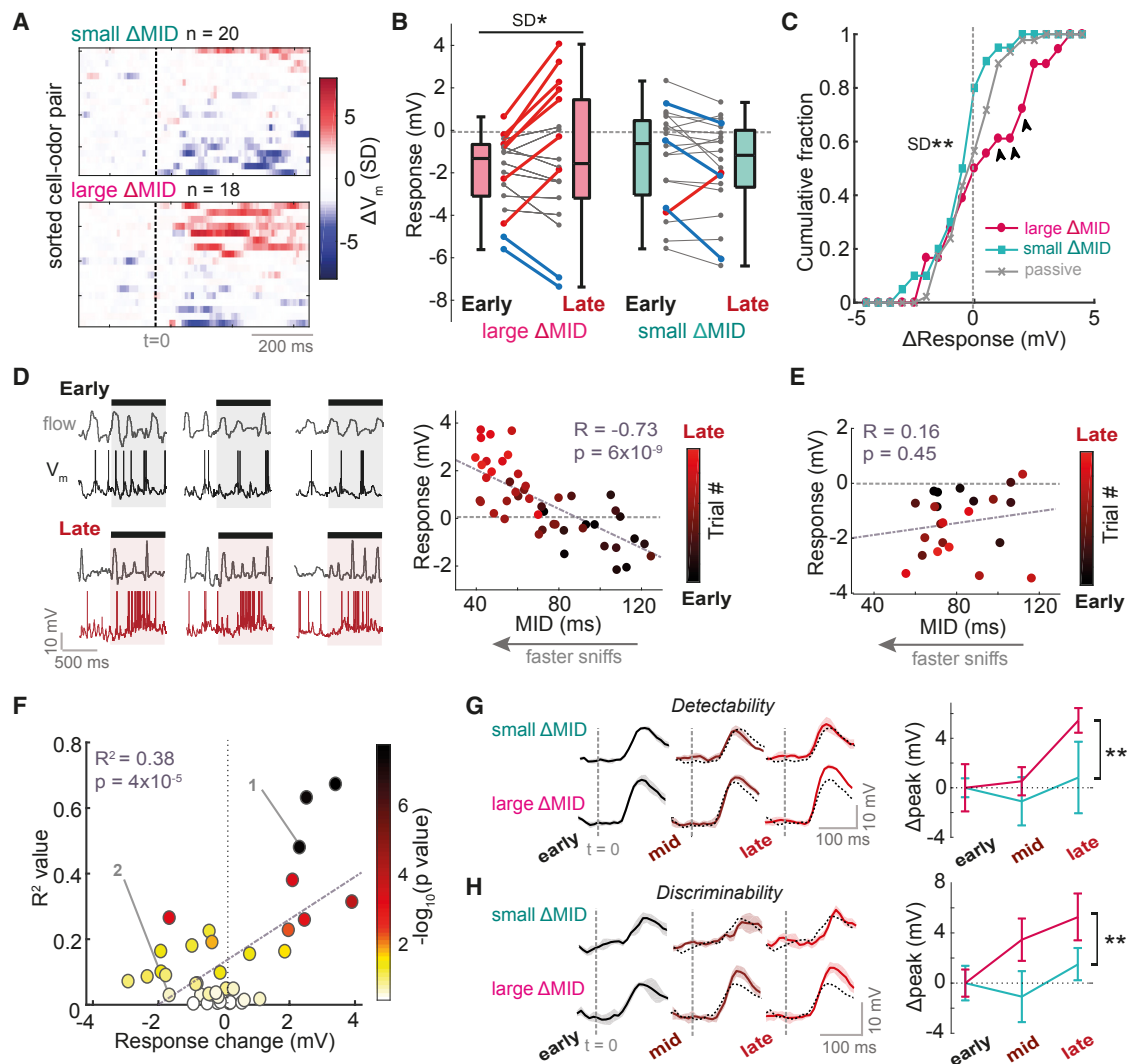 A
small ΔMID n = 20
large ΔMID n = 18
sorted cell-odor pair
t=0
200 ms
5
0
-5
ΔVm (SD)
B
SD*
Response (mV)
4
2
0
-2
-4
-6
-8
Early Late Early Late
large ΔMID small ΔMID
C
Cumulative fraction
1
0.8
0.6
0.4
0.2
0
SD**
large ΔMID
small ΔMID
passive
-5 0 5
ΔResponse (mV)
D
Early
flow
Vm
Late
10 mV
500 ms
Response (mV)
4
2
0
-2
R = -0.73
p = 6x10-9
Late
Trial #
Early
40 60 80 100 120
MID (ms)
faster sniffs
E
Response (mV)
2
0
-2
-4
R = 0.16
p = 0.45
Late
Trial #
Early
40 60 80 100 120
MID (ms)
faster sniffs
F
R2 value
0.8
0.6
0.4
0.2
0
R2 = 0.38
p = 4x10-5
1
2
-4 -2 0 2 4
Response change (mV)
6
4
2
-log10(p value)
G
Detectability
small ΔMID
large ΔMID
early
t = 0
mid
late
100 ms
10 mV
Δpeak (mV)
4
0
-4
**
early
mid
late
H
Discriminability
small ΔMID
large ΔMID
early
t = 0
mid
late
100 ms
10 mV
Δpeak (mV)
8
4
0
-4
**
early
mid
late